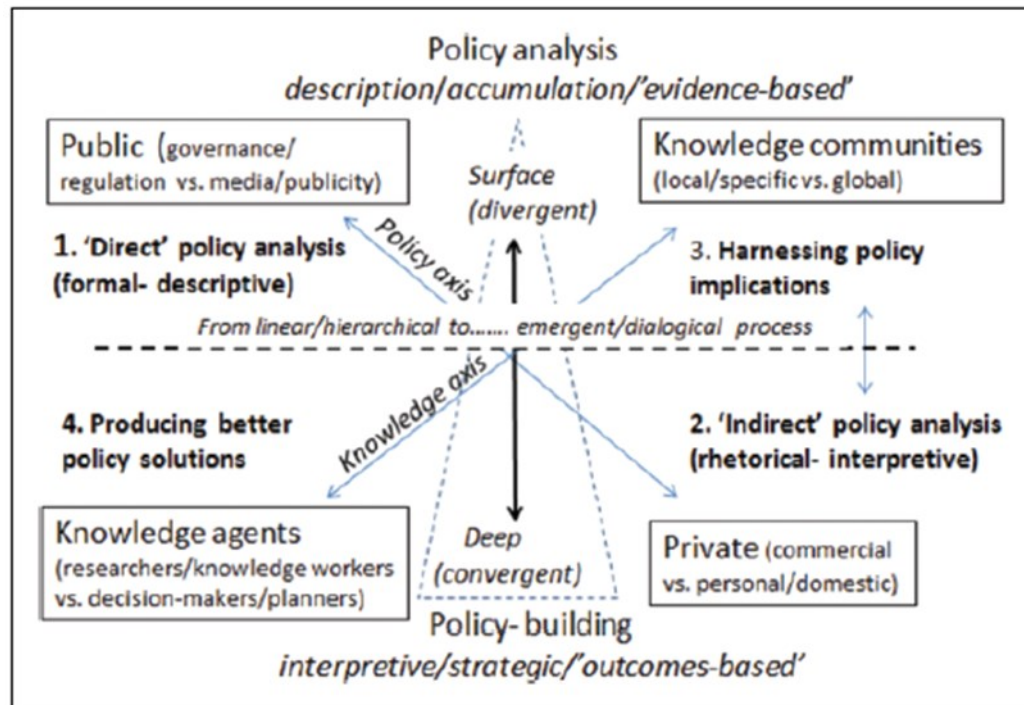 Policy analysis
description/accumulation/'evidence-based'
Public (governance/
regulation vs. media/publicity)
Knowledge communities
(local/specific vs. global)
Surface
(divergent)
Policy axis
1. 'Direct' policy analysis
(formal- descriptive)
3. Harnessing policy
implications
From linear/hierarchical to....... emergent/dialogical process
Knowledge axis
4. Producing better
policy solutions
2. 'Indirect' policy analysis
(rhetorical- interpretive)
Knowledge agents
(researchers/knowledge workers
vs. decision-makers/planners)
Deep
(convergent)
Private (commercial
vs. personal/domestic)
Policy- building
interpretive/strategic/'outcomes-based'